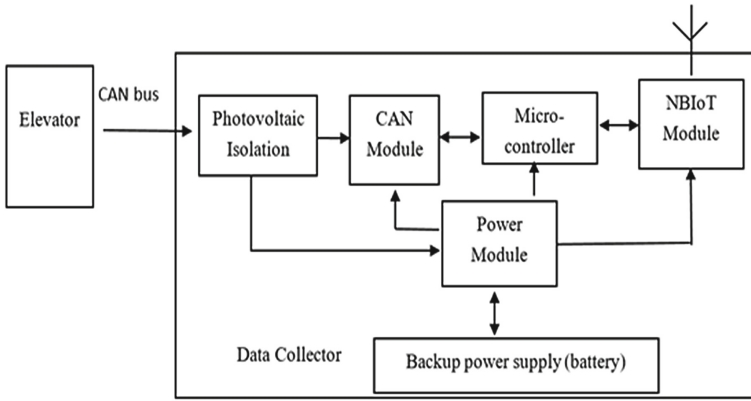 Elevator
CAN bus
Photovoltaic
Isolation
CAN
Module
Micro-
controller
NBIoT
Module
Power
Module
Data Collector
Backup power supply (battery)